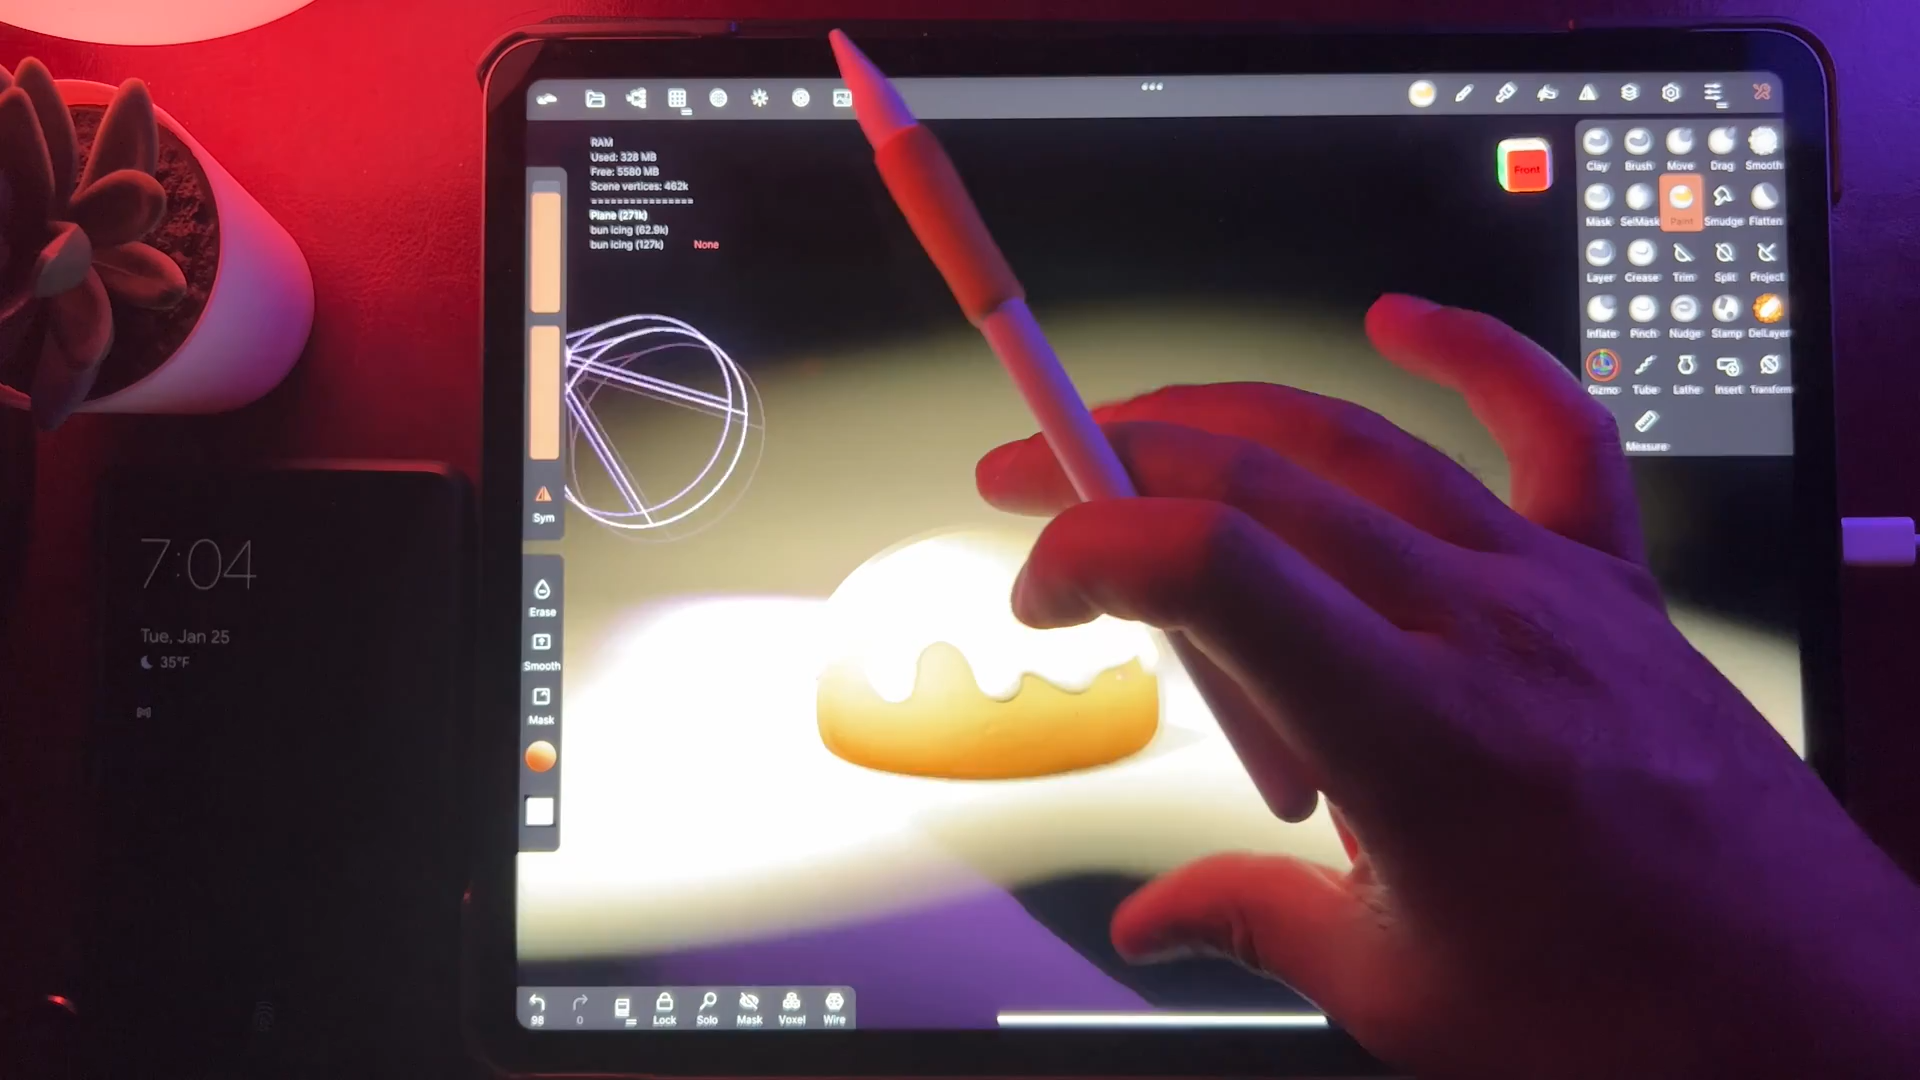 RAM
Used: 328 MB
Free: 5580 MB
Scene vertices: 462k
================
Plane (271k)
bun icing (62.9k)
bun icing (127k) None
Front
Clay Brush Move Drag Smooth
Mask SelMask Paint Smudge Flatten
Layer Crease Trim Split Project
Inflate Pinch Nudge Stamp DelLayer
Gizmo Tube Lathe Insert Transform
Measure
Sym
Erase
Smooth
Mask
98 0 Lock Solo Mask Voxel Wire
7:04
Tue, Jan 25
35°F